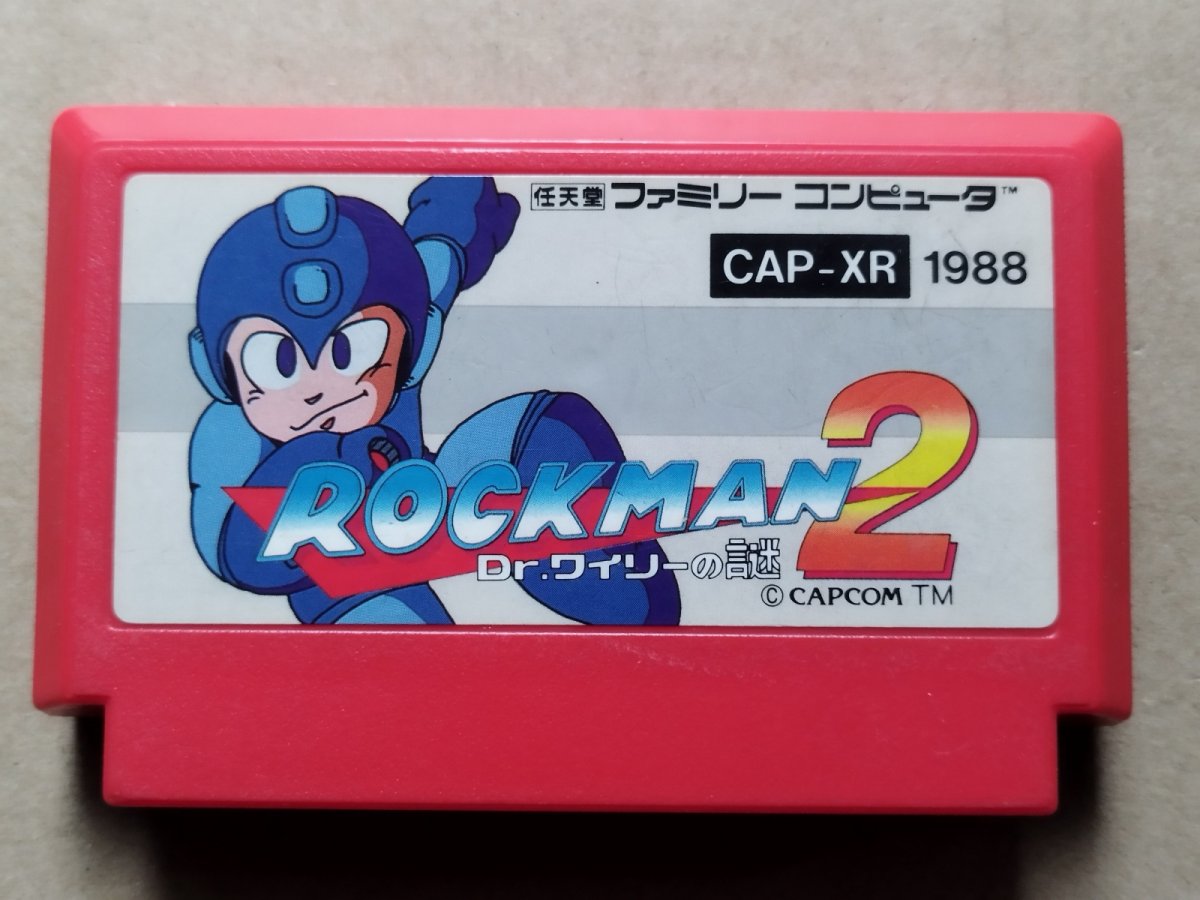 任天堂 ファミリー コンピュータ™
CAP-XR 1988
ROCKMAN 2
Dr.ワイリーの謎
© CAPCOM TM